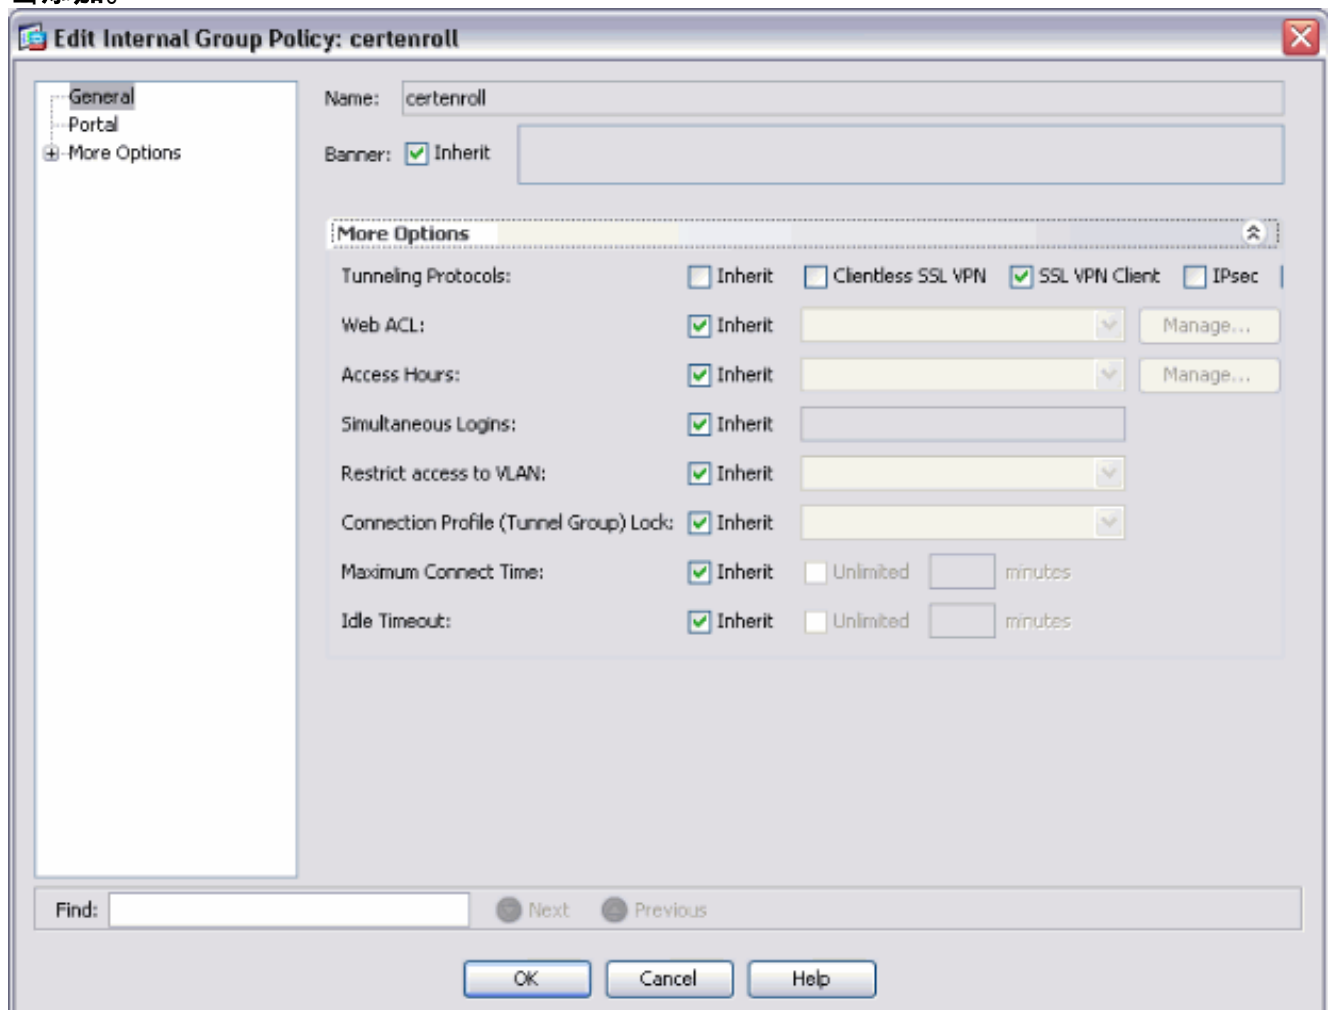 击添加。
Edit Internal Group Policy: certenroll
General
Portal
More Options
Name: certenroll
Banner: Inherit
More Options
Tunneling Protocols: Inherit Clientless SSL VPN SSL VPN Client IPsec
Web ACL: Inherit Manage...
Access Hours: Inherit Manage...
Simultaneous Logins: Inherit
Restrict access to VLAN: Inherit
Connection Profile (Tunnel Group) Lock: Inherit
Maximum Connect Time: Inherit Unlimited minutes
Idle Timeout: Inherit Unlimited minutes
Find: Next Previous
OK Cancel Help